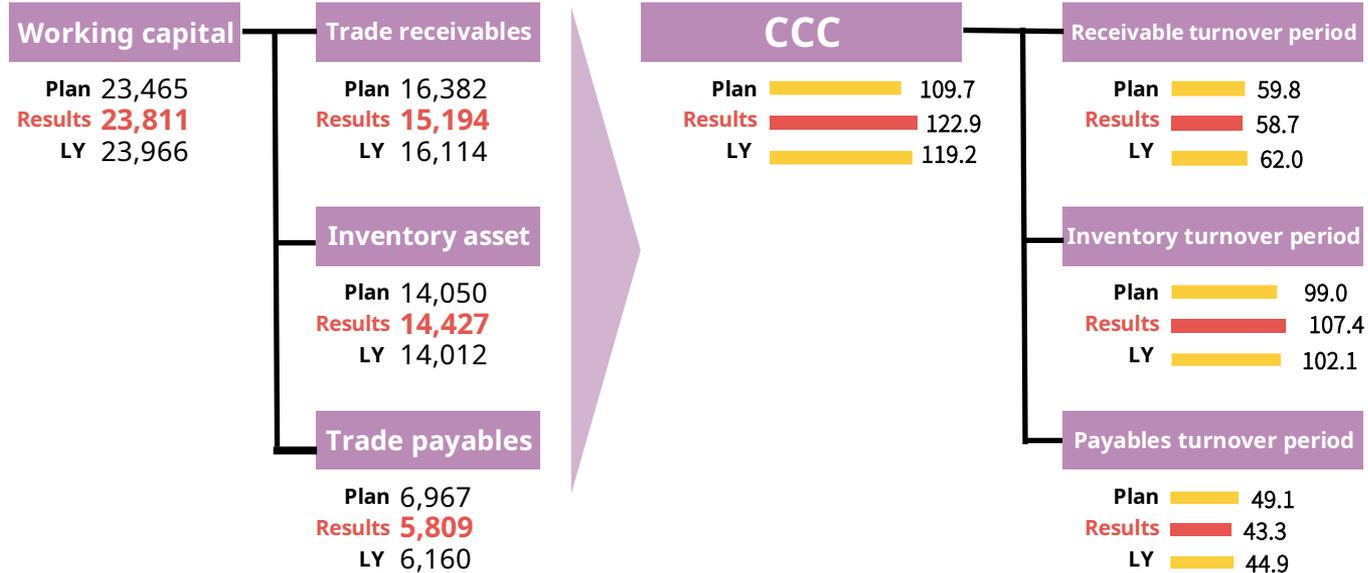 Working capital
Plan 23,465
Results 23,811
LY 23,966
Trade receivables
Plan 16,382
Results 15,194
LY 16,114
Inventory asset
Plan 14,050
Results 14,427
LY 14,012
Trade payables
Plan 6,967
Results 5,809
LY 6,160
CCC
Plan 109.7
Results 122.9
LY 119.2
Receivable turnover period
Plan 59.8
Results 58.7
LY 62.0
Inventory turnover period
Plan 99.0
Results 107.4
LY 102.1
Payables turnover period
Plan 49.1
Results 43.3
LY 44.9